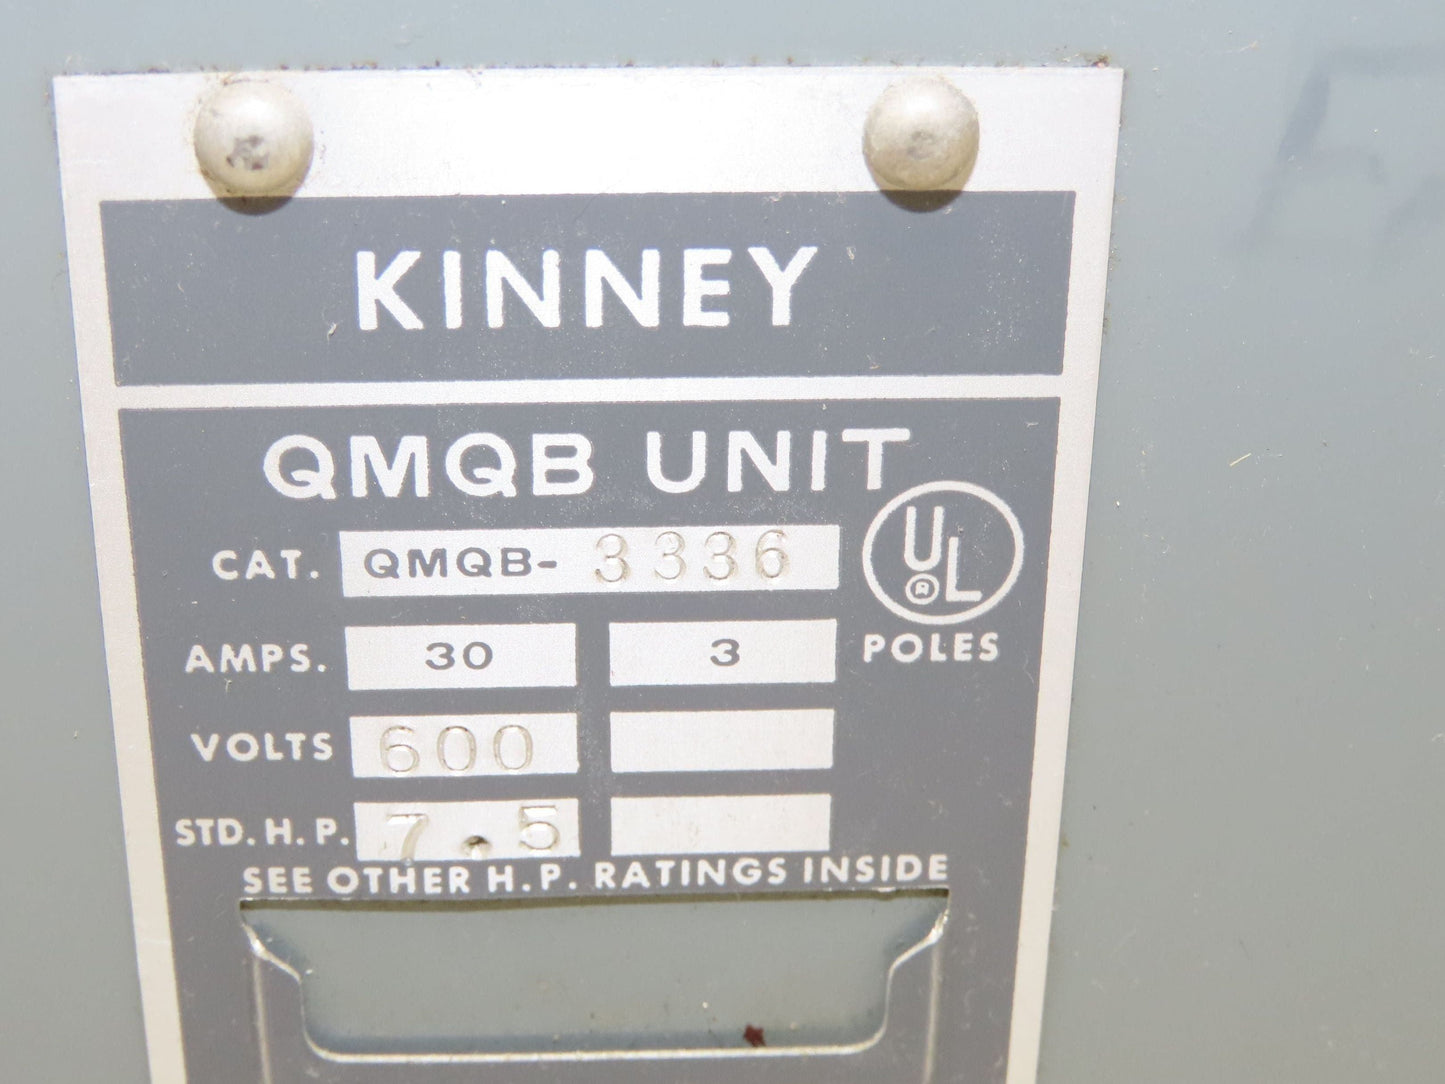 KINNEY
QMQB UNIT
CAT. QMQB- 3336
UL ®
AMPS. 30 3 POLES
VOLTS 600
STD. H. P. 7.5
SEE OTHER H. P. RATINGS INSIDE